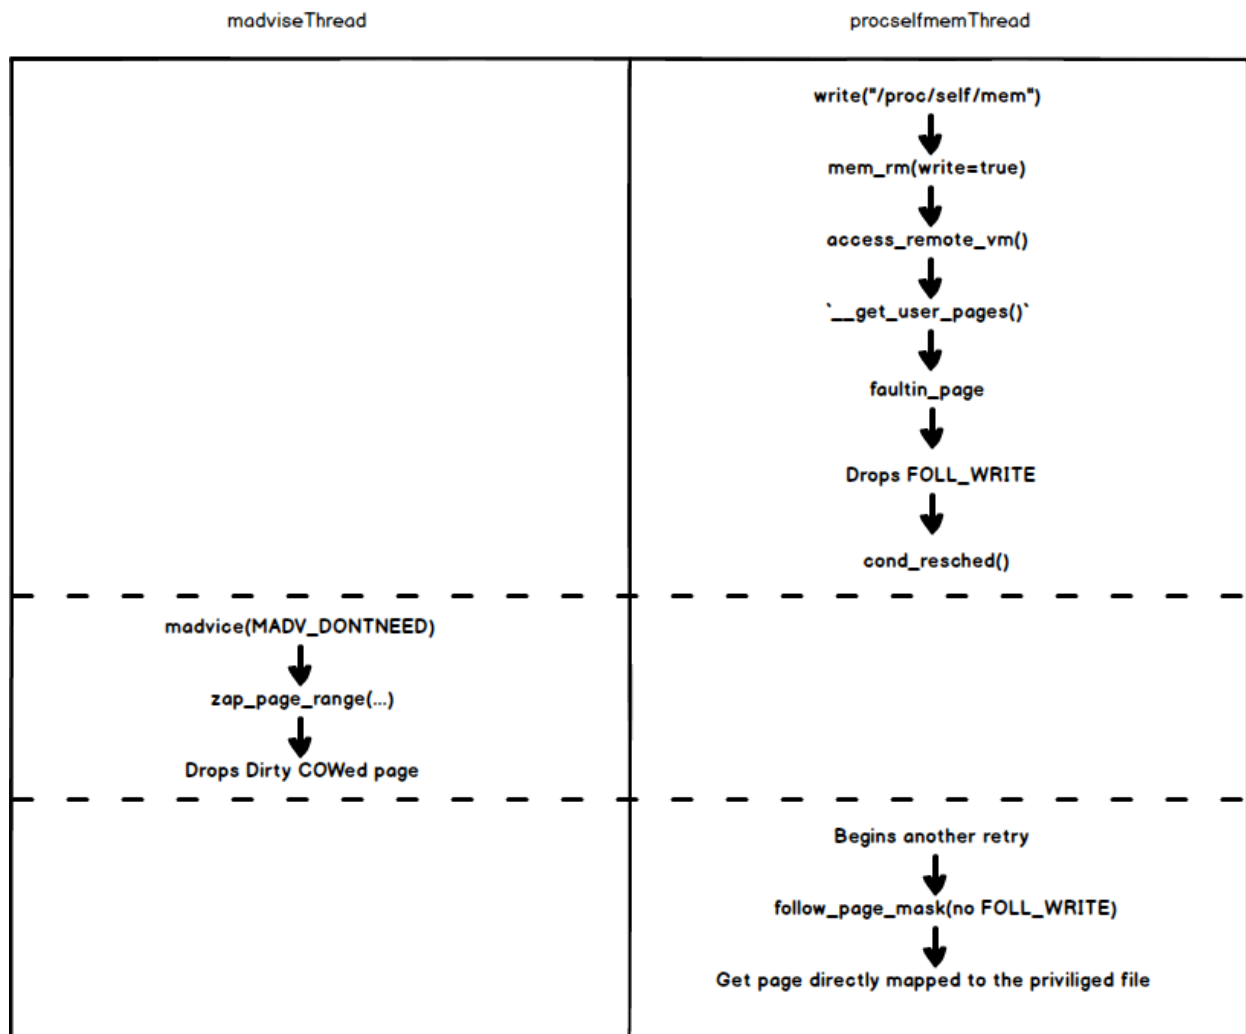 madviseThread
procselfmemThread
write("/proc/self/mem")
mem_rm(write=true)
access_remote_vm()
`__get_user_pages()`
faultin_page
Drops FOLL_WRITE
cond_resched()
madvice(MADV_DONTNEED)
zap_page_range(...)
Drops Dirty COWed page
Begins another retry
follow_page_mask(no FOLL_WRITE)
Get page directly mapped to the priviliged file